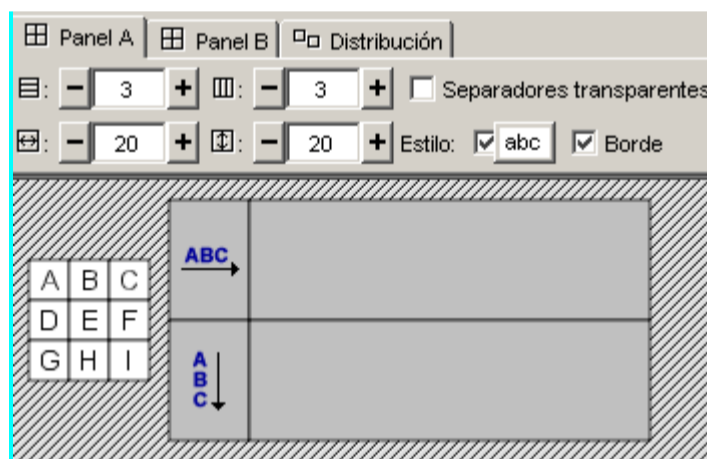 Panel A Panel B Distribución
: - 3 + : - 3 + Separadores transparentes
: - 20 + : - 20 + Estilo: abc Borde
ABC
A B C
D E F
G H I
A
B
C